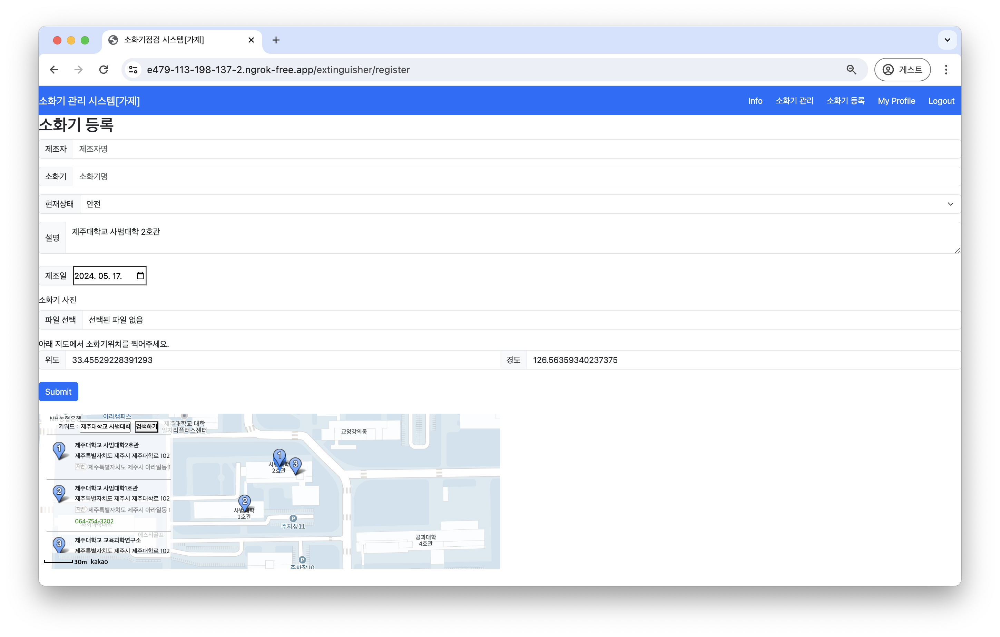 소화기점검 시스템[가제]
e479-113-198-137-2.ngrok-free.app/extinguisher/register
게스트
소화기 관리 시스템[가제]
Info 소화기 관리 소화기 등록 My Profile Logout
소화기 등록
제조자 제조자명
소화기 소화기명
현재상태 안전
설명 제주대학교 사범대학 2호관
제조일 2024. 05. 17.
소화기 사진
파일 선택 선택된 파일 없음
아래 지도에서 소화기위치를 찍어주세요.
위도 33.45529228391293 경도 126.56359340237375
Submit
NH농협은행
아라캠퍼스
키워드 : 제주대학교 사범대학 검색하기
제주대학교 대학
일자리플러스센터
교양강의동
1 제주대학교 사범대학2호관
제주특별자치도 제주시 제주대학로 102
지번 제주특별자치도 제주시 아라일동 1
2 제주대학교 사범대학1호관
제주특별자치도 제주시 제주대학로 102
지번 제주특별자치도 제주시 아라일동 1
064-754-3202
사회과학대학
에스티골프
3 제주대학교 교육과학연구소
제주특별자치도 제주시 제주대학로 102
30m kakao
1
3
사범대학
2호관
2
사범대학
1호관
P
주차장11
공과대학
4호관
P
주차장10